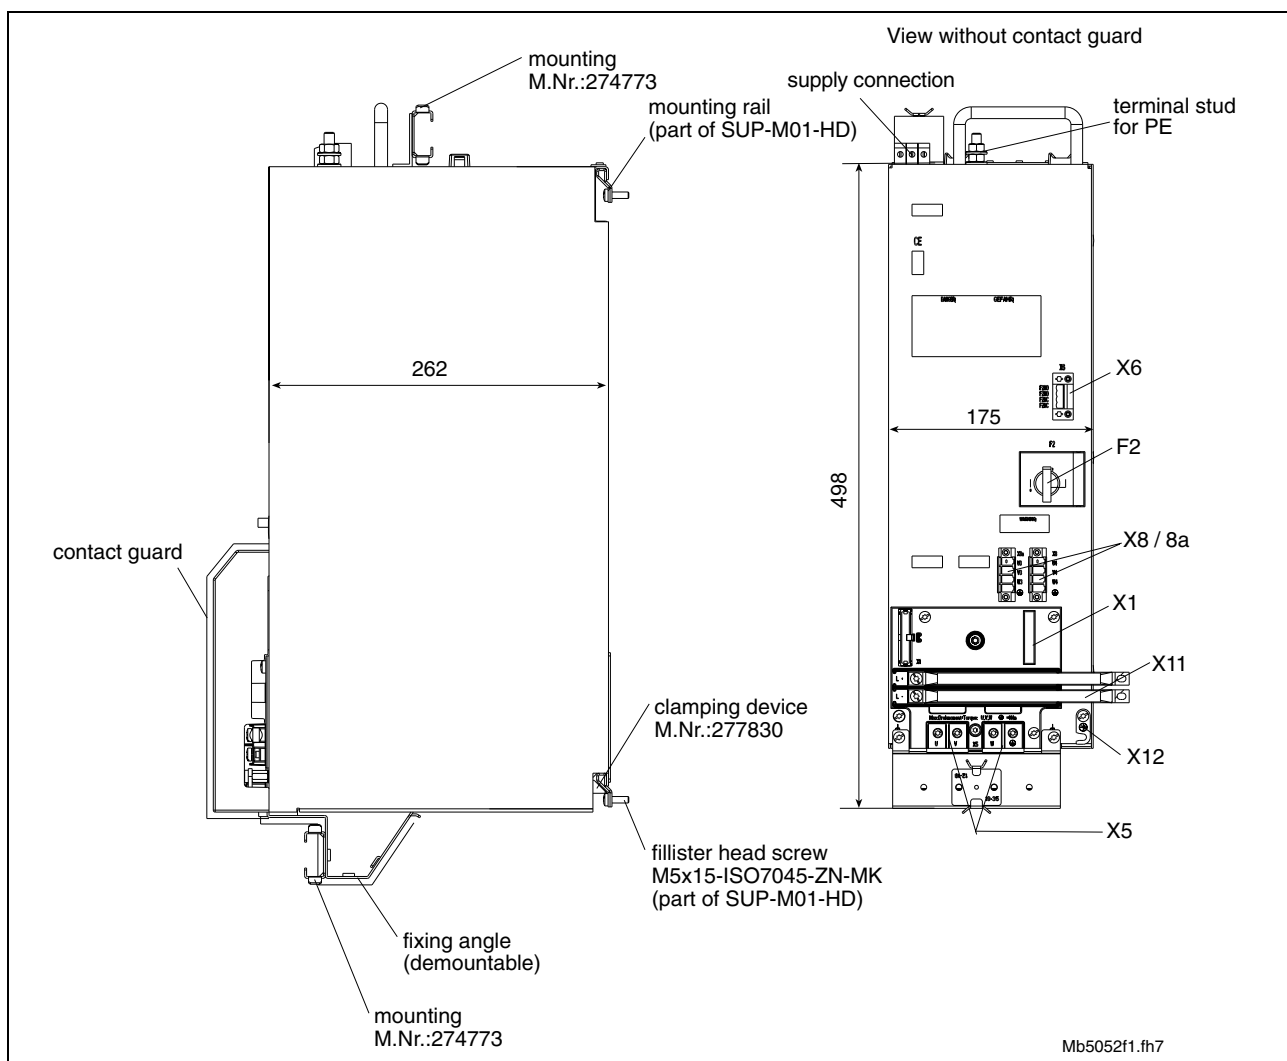 View without contact guard
mounting
M.Nr.:274773
mounting rail
(part of SUP-M01-HD)
supply connection
terminal stud
for PE
CE
262
X6
175
F2
F2
498
contact guard
X8 / 8a
X1
X11
L +
L -
clamping device
M.Nr.:277830
X12
X5
fillister head screw
M5x15-ISO7045-ZN-MK
(part of SUP-M01-HD)
fixing angle
(demountable)
mounting
M.Nr.:274773
Mb5052f1.fh7